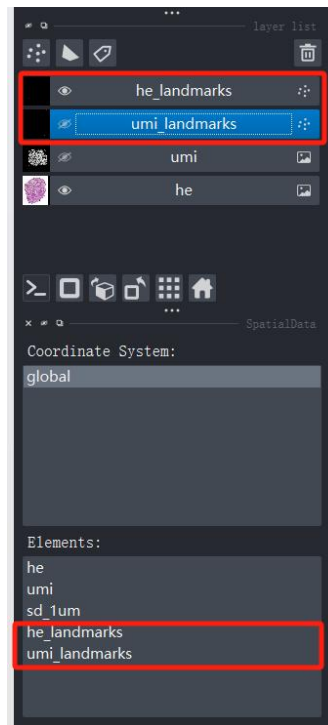 layer list
he_landmarks
umi_landmarks
umi
he
SpatialData
Coordinate System:
global
Elements:
he
umi
sd_1um
he_landmarks
umi_landmarks